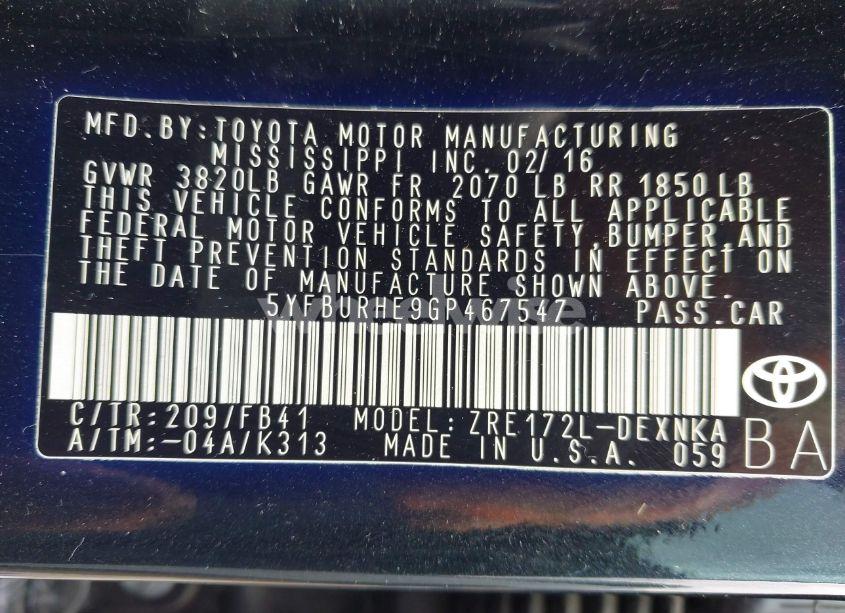 MFD.BY:TOYOTA MOTOR MANUFACTURING
MISSISSIPPI INC. 02/16
GVWR 3820LB GAWR FR 2070 LB RR 1850LB
THIS VEHICLE CONFORMS TO ALL APPLICABLE
FEDERAL MOTOR VEHICLE SAFETY,BUMPER,AND
THEFT PREVENTION STANDARDS IN EFFECT ON
THE DATE OF MANUFACTURE SHOWN ABOVE.
5YFBURHE9GP467547 PASS.CAR
wheelwise
C/TR:209/FB41 MODEL:ZRE172L-DEXNKA
A/TM:-04A/K313 MADE IN U.S.A. 059
BA